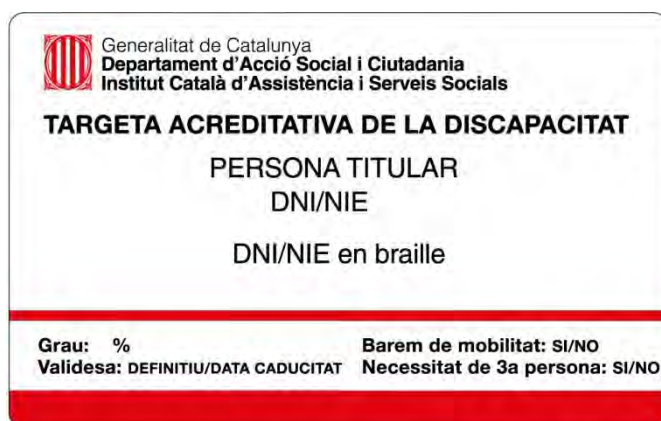 Generalitat de Catalunya
Departament d'Acció Social i Ciutadania
Institut Català d'Assistència i Serveis Socials
TARGETA ACREDITATIVA DE LA DISCAPACITAT
PERSONA TITULAR
DNI/NIE
DNI/NIE en braille
Grau: % Barem de mobilitat: SI/NO
Validesa: DEFINITIU/DATA CADUCITAT Necessitat de 3a persona: SI/NO